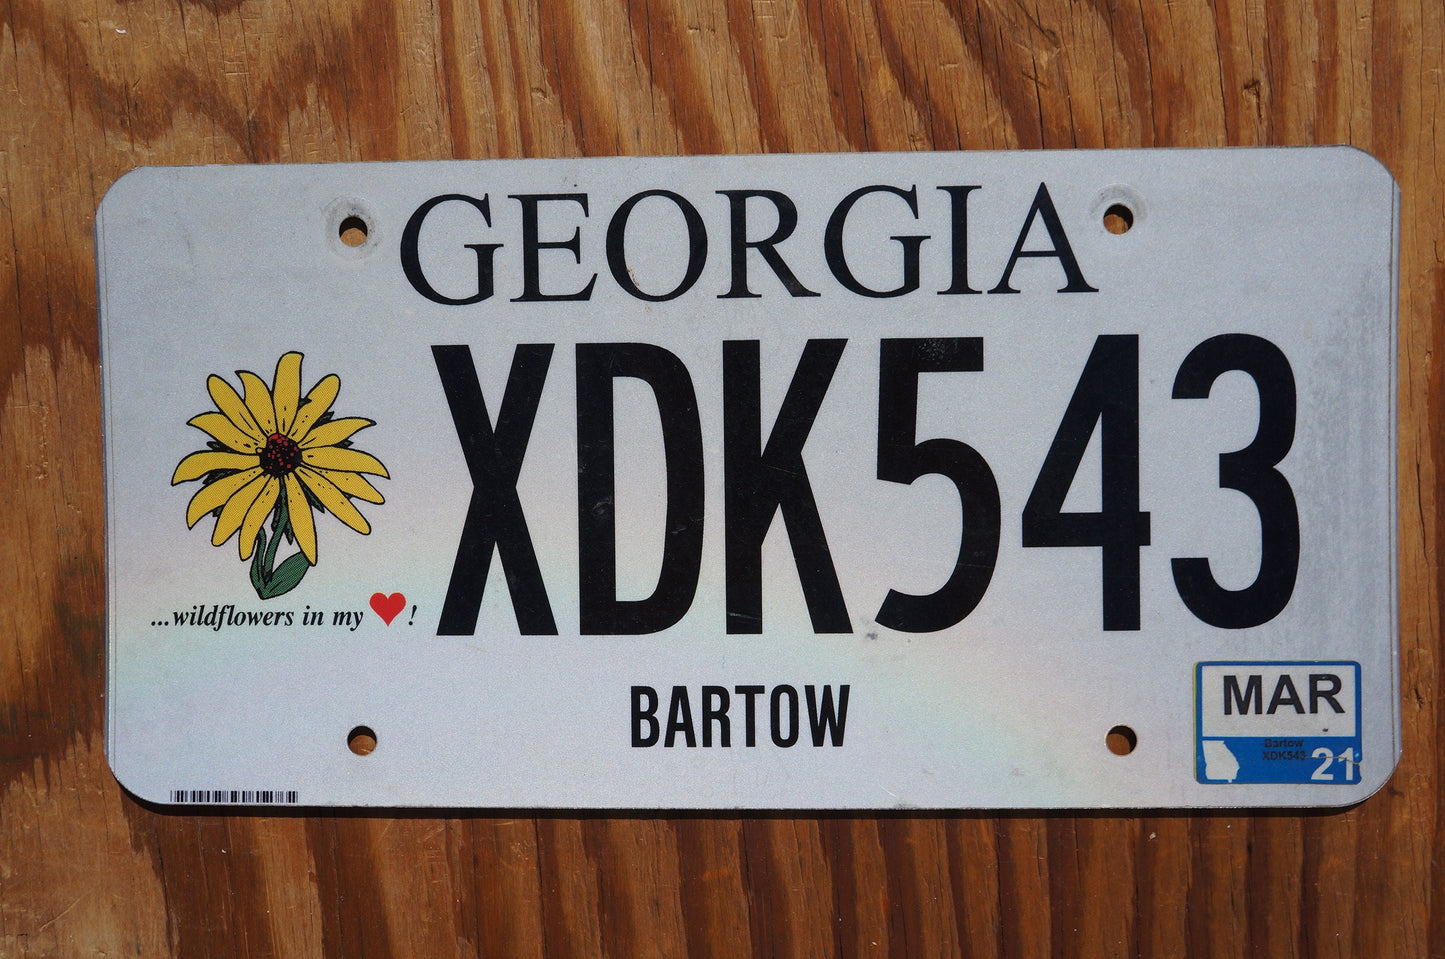 GEORGIA
XDK543
...wildflowers in my ❤!
BARTOW
MAR
Bartow
XDK543
21